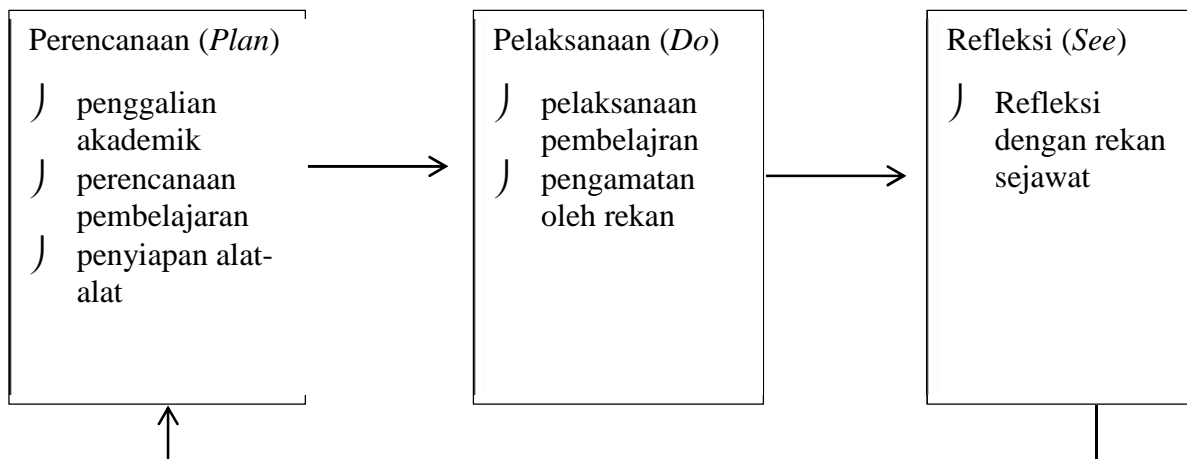 Perencanaan (Plan)
penggalian
akademik
perencanaan
pembelajaran
penyiapan alat-
alat
Pelaksanaan (Do)
pelaksanaan
pembelajran
pengamatan
oleh rekan
Refleksi (See)
Refleksi
dengan rekan
sejawat